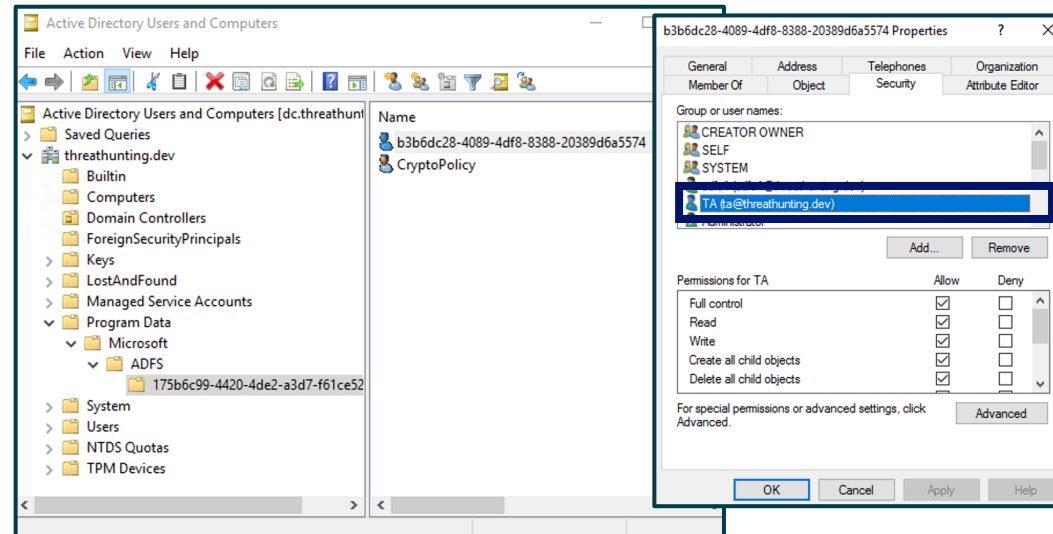 Active Directory Users and Computers
File Action View Help
Active Directory Users and Computers [dc.threathunt
Saved Queries
threathunting.dev
Builtin
Computers
Domain Controllers
ForeignSecurityPrincipals
Keys
LostAndFound
Managed Service Accounts
Program Data
Microsoft
ADFS
175b6c99-4420-4de2-a3d7-f61ce52
System
Users
NTDS Quotas
TPM Devices
Name
b3b6dc28-4089-4df8-8388-20389d6a5574
CryptoPolicy
b3b6dc28-4089-4df8-8388-20389d6a5574 Properties ? X
General Address Telephones Organization
Member Of Object Security Attribute Editor
Group or user names:
CREATOR OWNER
SELF
SYSTEM
TA (ta@threathunting.dev)
Administrator
Add... Remove
Permissions for TA Allow Deny
Full control
Read
Write
Create all child objects
Delete all child objects
For special permissions or advanced settings, click
Advanced.
Advanced
OK Cancel Apply Help